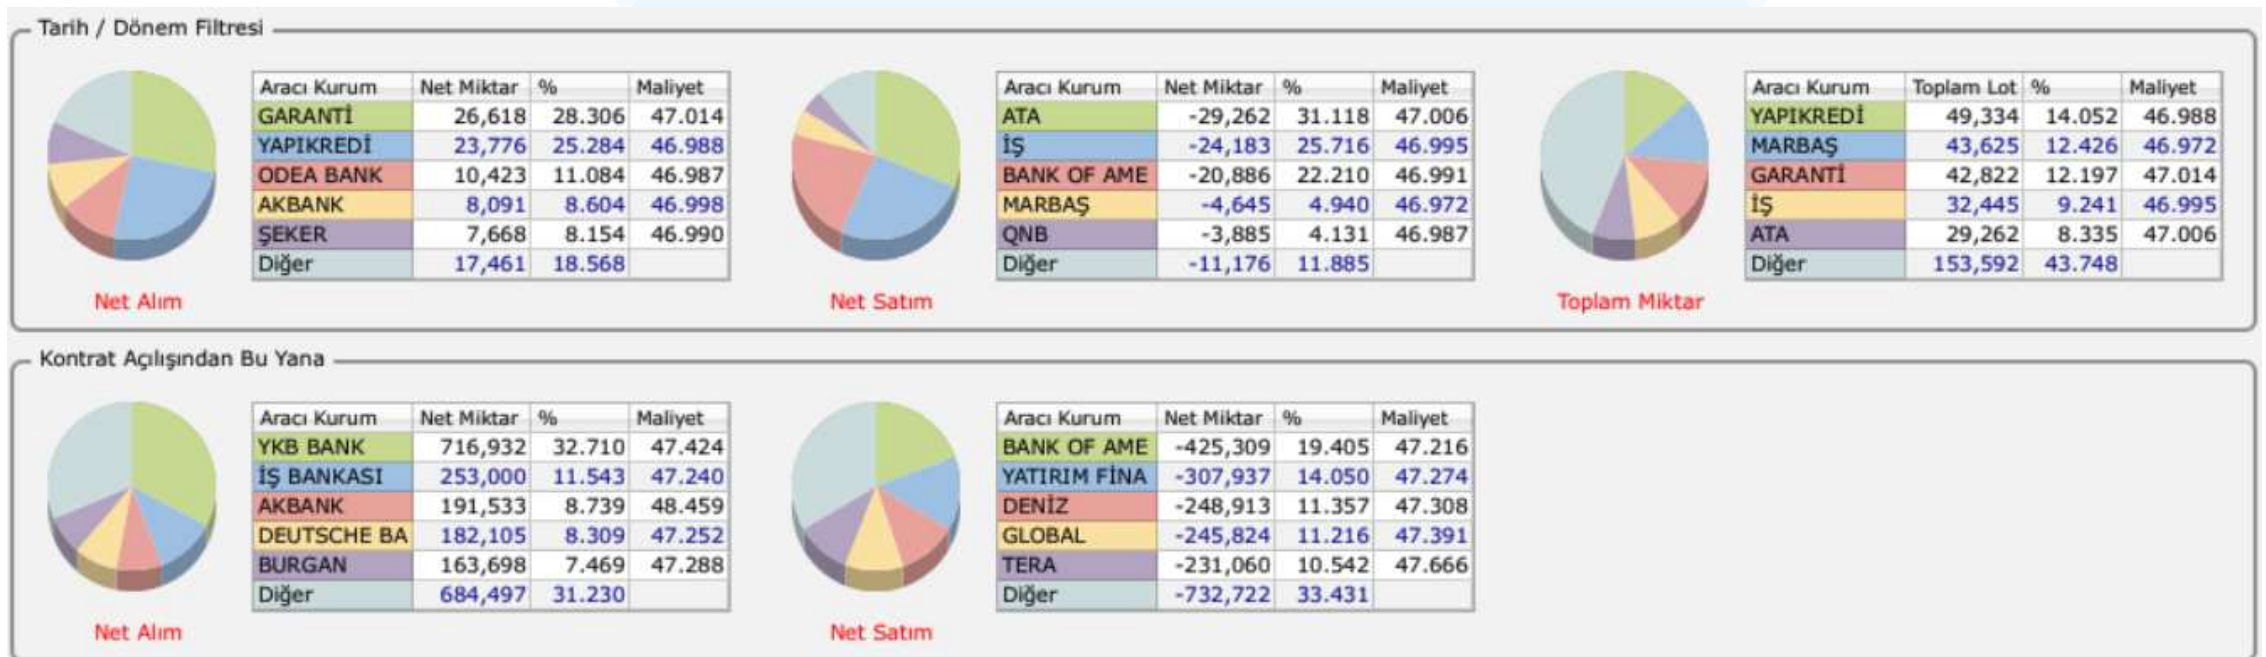 Tarih / Dönem Filtresi
Aracı Kurum Net Miktar % Maliyet
GARANTİ 26,618 28.306 47.014
YAPIKREDİ 23,776 25.284 46.988
ODEA BANK 10,423 11.084 46.987
AKBANK 8,091 8.604 46.998
ŞEKER 7,668 8.154 46.990
Diğer 17,461 18.568
Net Alım
Aracı Kurum Net Miktar % Maliyet
ATA -29,262 31.118 47.006
İŞ -24,183 25.716 46.995
BANK OF AME -20,886 22.210 46.991
MARBAŞ -4,645 4.940 46.972
QNB -3,885 4.131 46.987
Diğer -11,176 11.885
Net Satım
Aracı Kurum Toplam Lot % Maliyet
YAPIKREDİ 49,334 14.052 46.988
MARBAŞ 43,625 12.426 46.972
GARANTİ 42,822 12.197 47.014
İŞ 32,445 9.241 46.995
ATA 29,262 8.335 47.006
Diğer 153,592 43.748
Toplam Miktar
Kontrat Açılışından Bu Yana
Aracı Kurum Net Miktar % Maliyet
YKB BANK 716,932 32.710 47.424
İŞ BANKASI 253,000 11.543 47.240
AKBANK 191,533 8.739 48.459
DEUTSCHE BA 182,105 8.309 47.252
BURGAN 163,698 7.469 47.288
Diğer 684,497 31.230
Net Alım
Aracı Kurum Net Miktar % Maliyet
BANK OF AME -425,309 19.405 47.216
YATIRIM FİNA -307,937 14.050 47.274
DENİZ -248,913 11.357 47.308
GLOBAL -245,824 11.216 47.391
TERA -231,060 10.542 47.666
Diğer -732,722 33.431
Net Satım